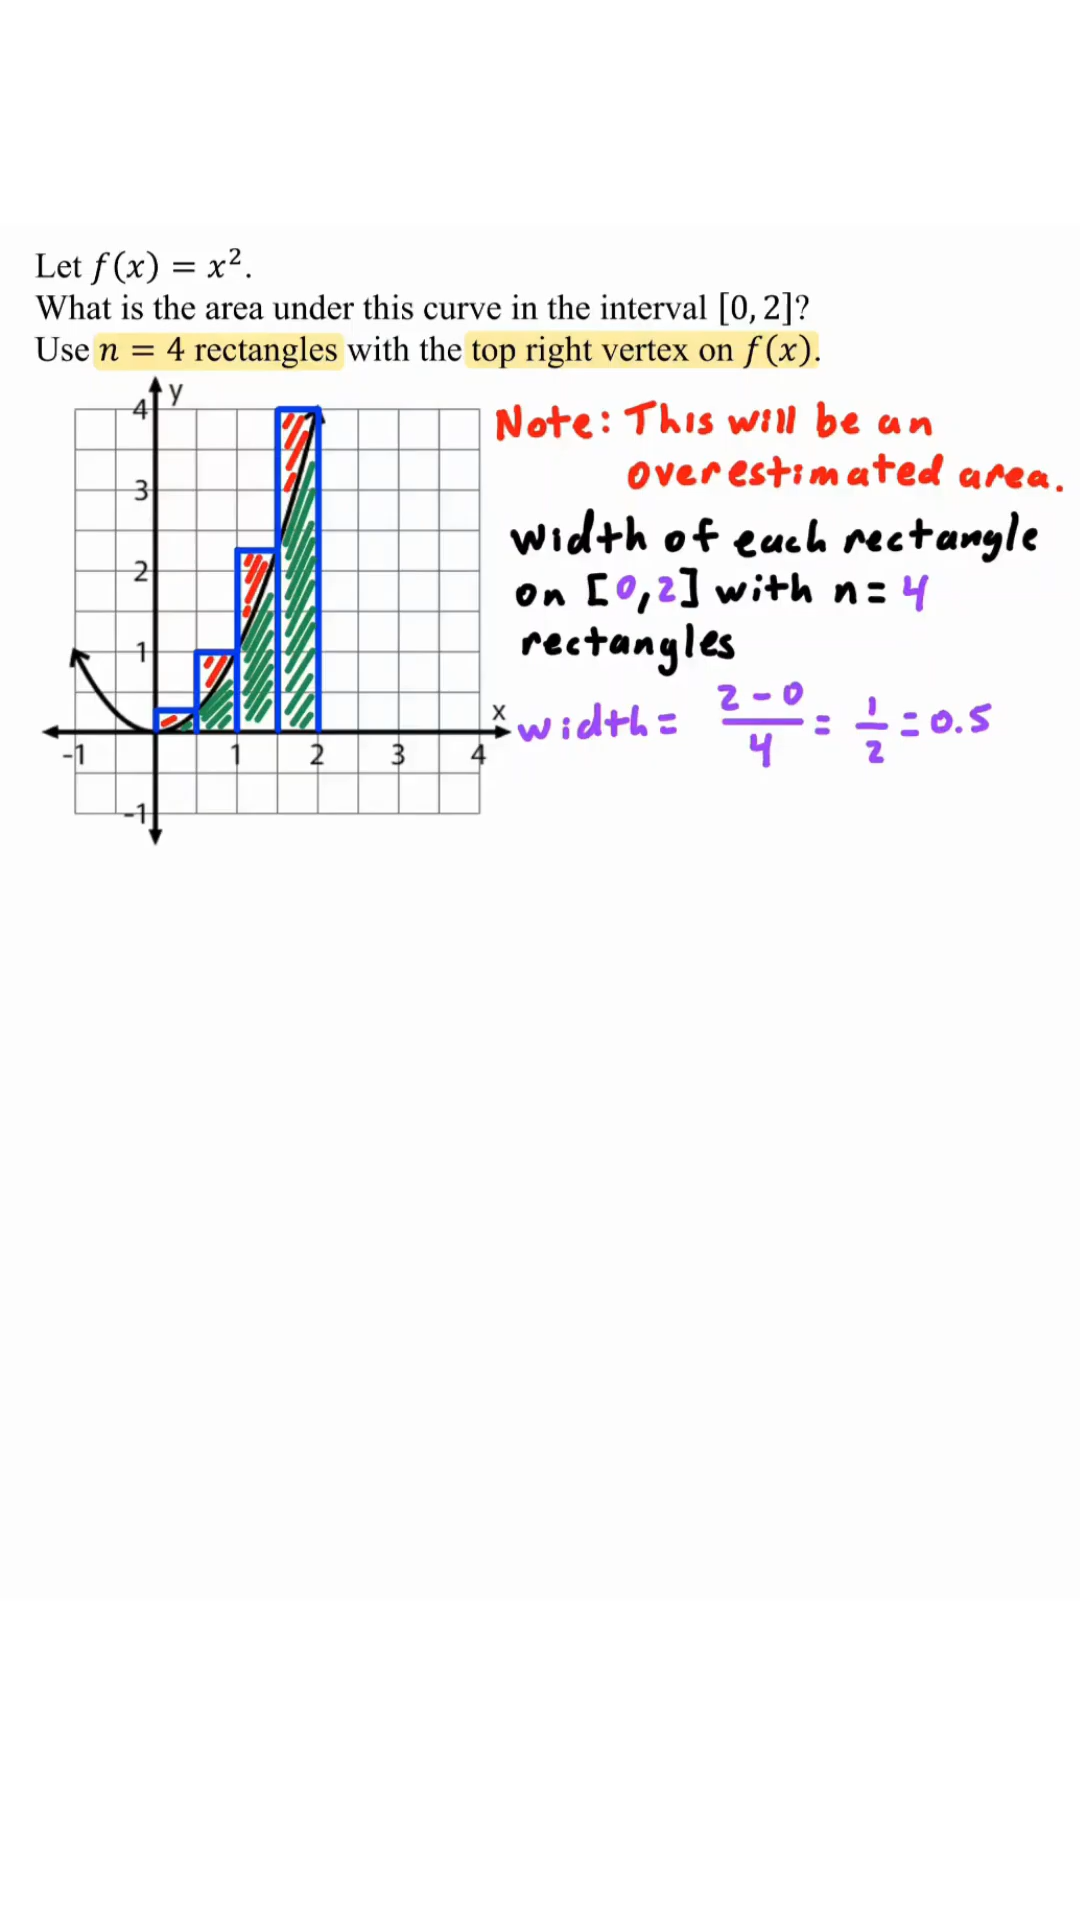 Let f(x) = x².
What is the area under this curve in the interval [0, 2]?
Use n = 4 rectangles with the top right vertex on f(x).
Note: This will be an
overestimated area.
width of each rectangle
on [0,2] with n= 4
rectangles
width = 2-0/4 = 1/2 = 0.5
y
4
3
2
1
x
-1 1 2 3 4
-1